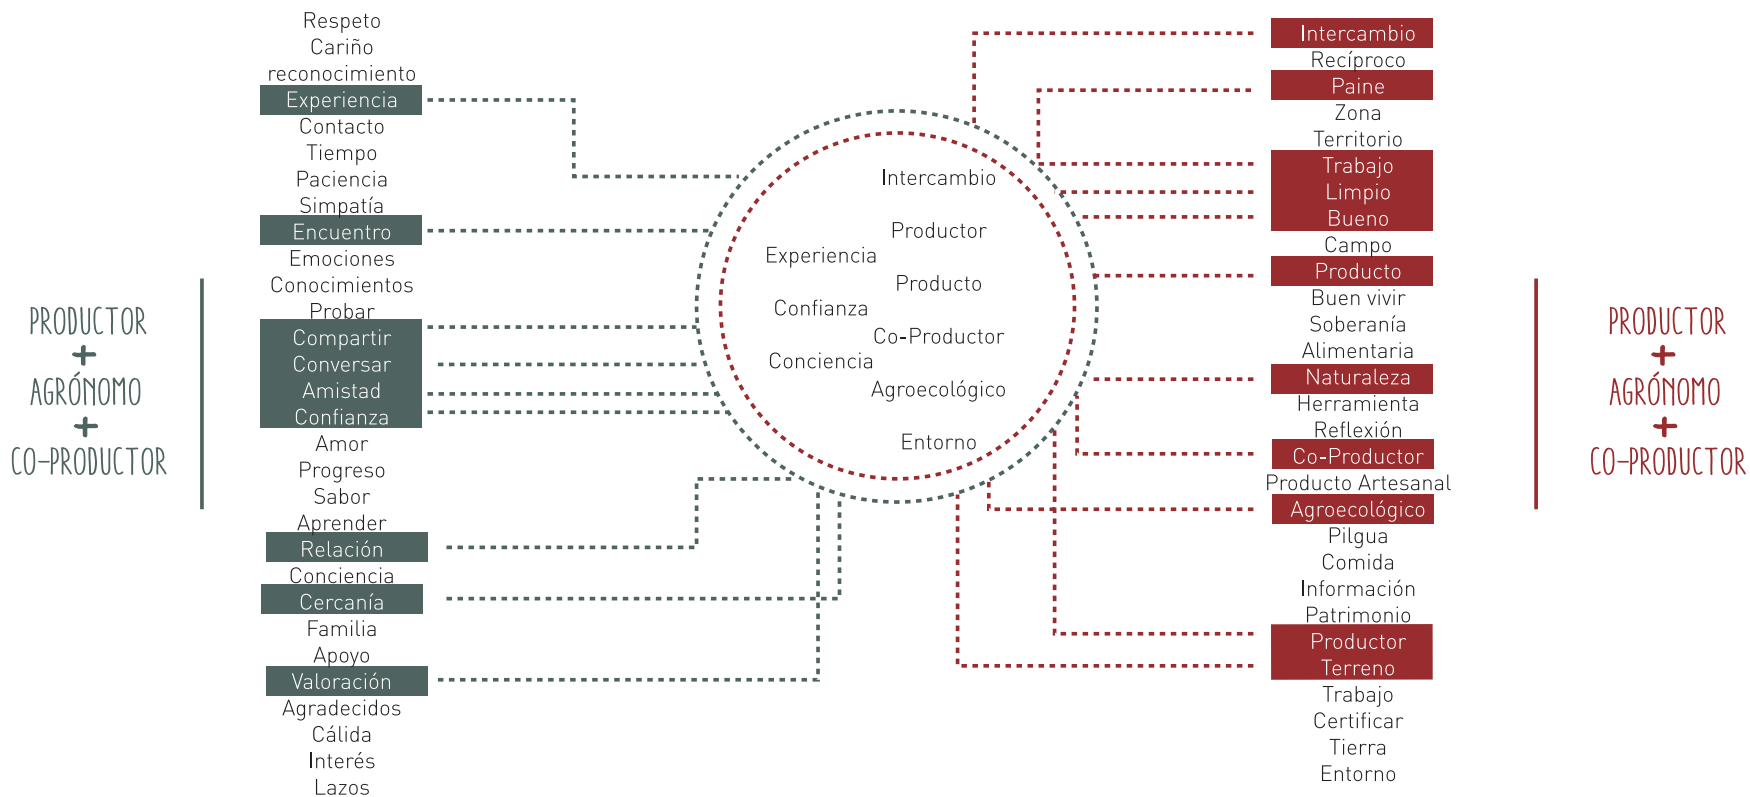 PRODUCTOR
+
AGRÓNOMO
+
CO-PRODUCTOR
Respeto
Cariño
reconocimiento
Experiencia
Contacto
Tiempo
Paciencia
Simpatía
Encuentro
Emociones
Conocimientos
Probar
Compartir
Conversar
Amistad
Confianza
Amor
Progreso
Sabor
Aprender
Relación
Conciencia
Cercanía
Familia
Apoyo
Valoración
Agradecidos
Cálida
Interés
Lazos
Intercambio
Productor
Experiencia
Producto
Confianza
Co-Productor
Conciencia
Agroecológico
Entorno
Intercambio
Recíproco
Paine
Zona
Territorio
Trabajo
Limpio
Bueno
Campo
Producto
Buen vivir
Soberanía
Alimentaria
Naturaleza
Herramienta
Reflexión
Co-Productor
Producto Artesanal
Agroecológico
Pilgua
Comida
Información
Patrimonio
Productor
Terreno
Trabajo
Certificar
Tierra
Entorno
PRODUCTOR
+
AGRÓNOMO
+
CO-PRODUCTOR